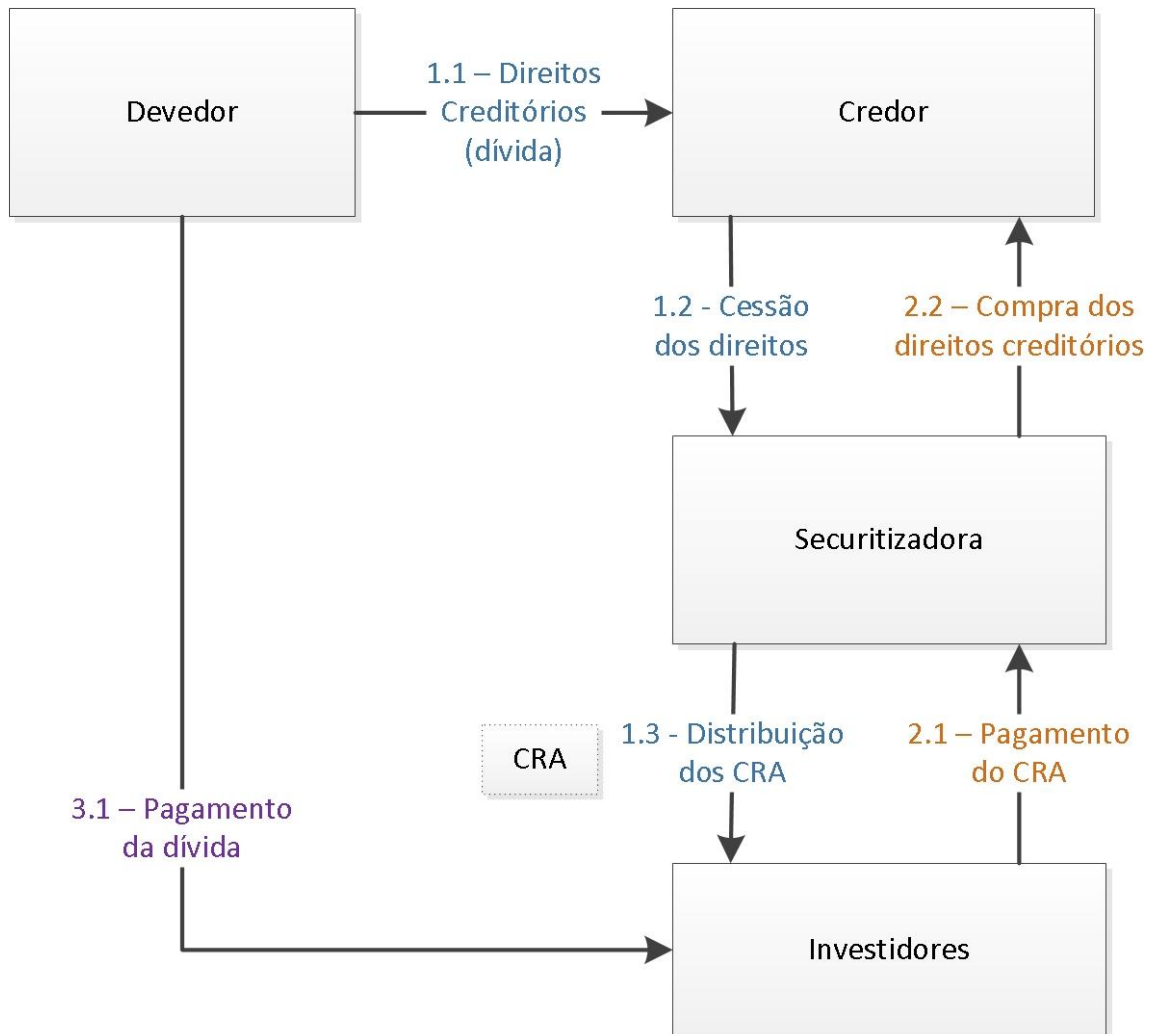 Devedor
1.1 – Direitos
Creditórios
(dívida)
Credor
1.2 - Cessão
dos direitos
2.2 – Compra dos
direitos creditórios
Securitizadora
CRA
1.3 - Distribuição
dos CRA
2.1 – Pagamento
do CRA
3.1 – Pagamento
da dívida
Investidores